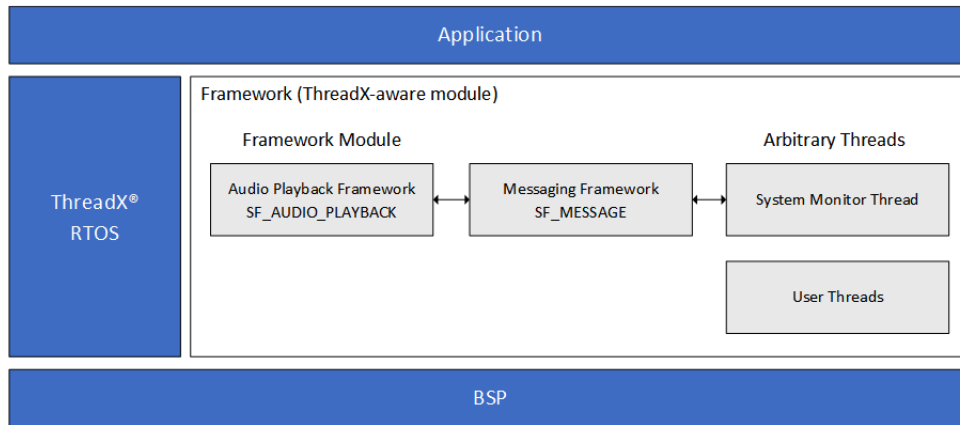 Application
ThreadX®
RTOS
Framework (ThreadX-aware module)
Framework Module
Arbitrary Threads
Audio Playback Framework
SF_AUDIO_PLAYBACK
Messaging Framework
SF_MESSAGE
System Monitor Thread
User Threads
BSP